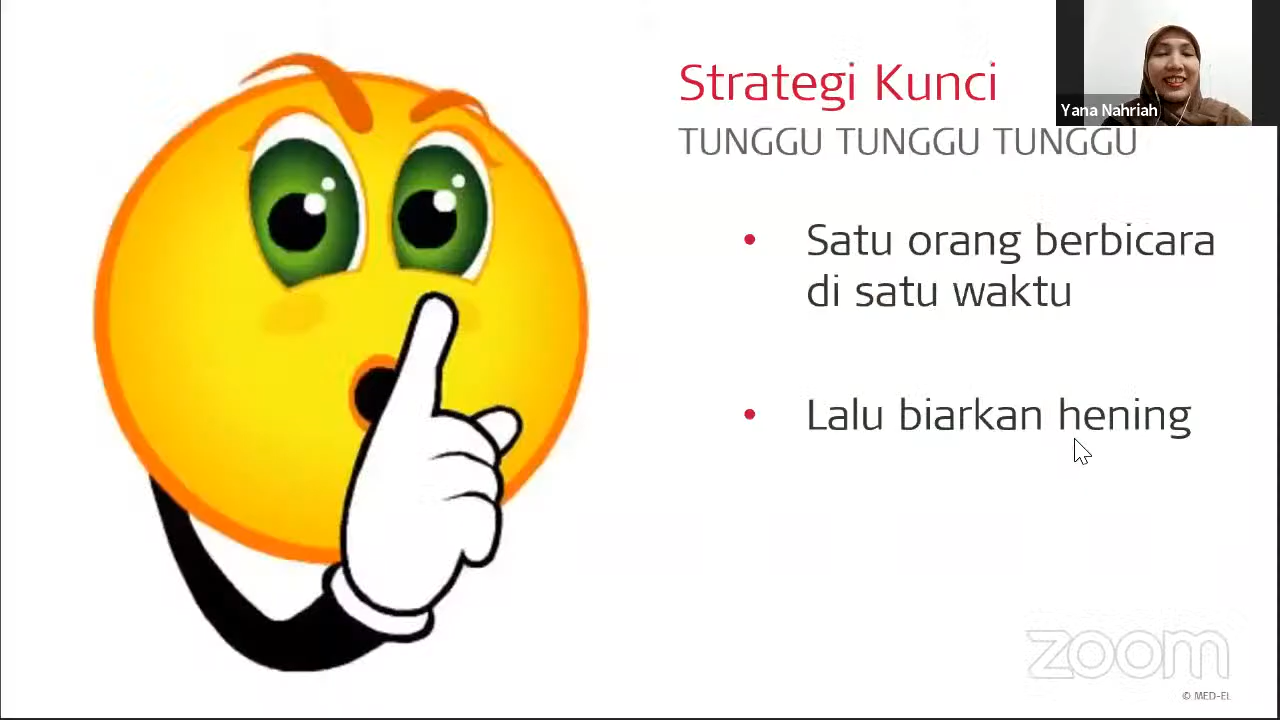 Strategi Kunci
TUNGGU TUNGGU TUNGGU
Yana Nahriah
• Satu orang berbicara
di satu waktu
• Lalu biarkan hening
zoom
© MED-EL